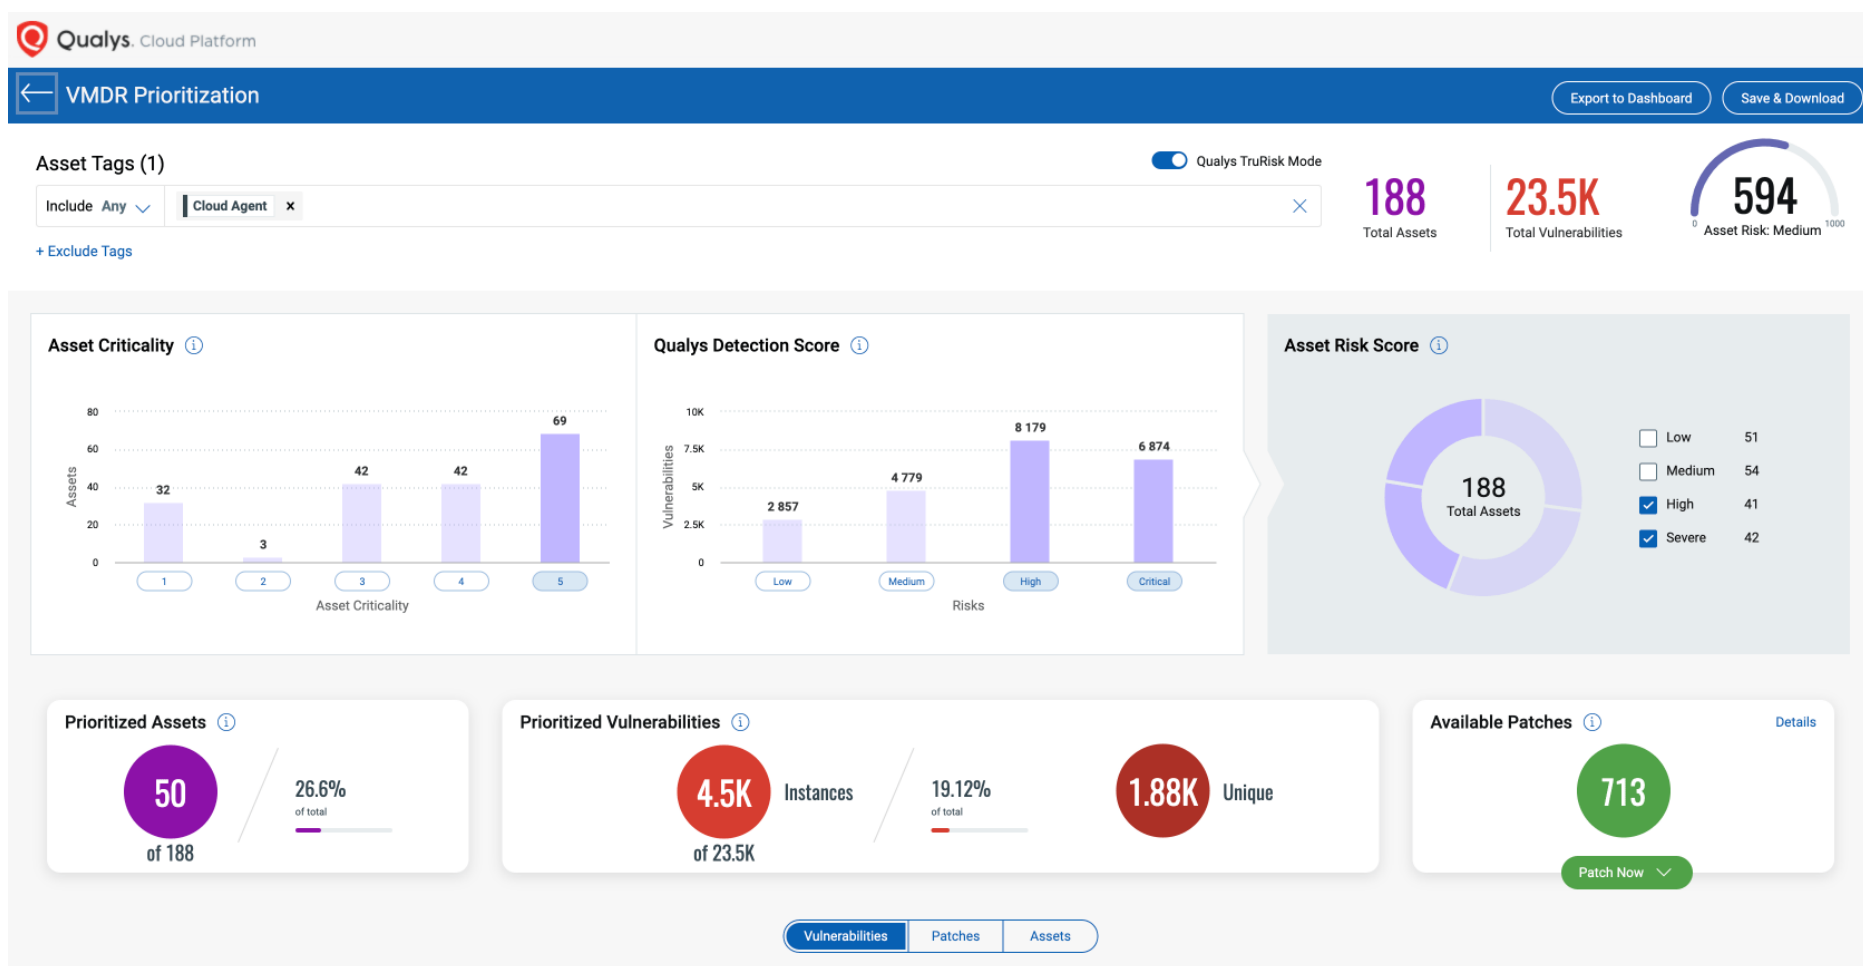 Qualys. Cloud Platform
VMDR Prioritization
Export to Dashboard
Save & Download
Asset Tags (1)
Qualys TruRisk Mode
Include Any
Cloud Agent ×
+ Exclude Tags
188
Total Assets
23.5K
Total Vulnerabilities
594
0
1000
Asset Risk: Medium
Asset Criticality
80
60
40
20
0
Assets
32
3
42
42
69
1
2
3
4
5
Asset Criticality
Qualys Detection Score
10K
7.5K
5K
2.5K
0
Vulnerabilities
2 857
4 779
8 179
6 874
Low
Medium
High
Critical
Risks
Asset Risk Score
188
Total Assets
Low 51
Medium 54
High 41
Severe 42
Prioritized Assets
50
of 188
26.6%
of total
Prioritized Vulnerabilities
4.5K Instances
of 23.5K
19.12%
of total
1.88K Unique
Available Patches
Details
713
Patch Now
Vulnerabilities
Patches
Assets